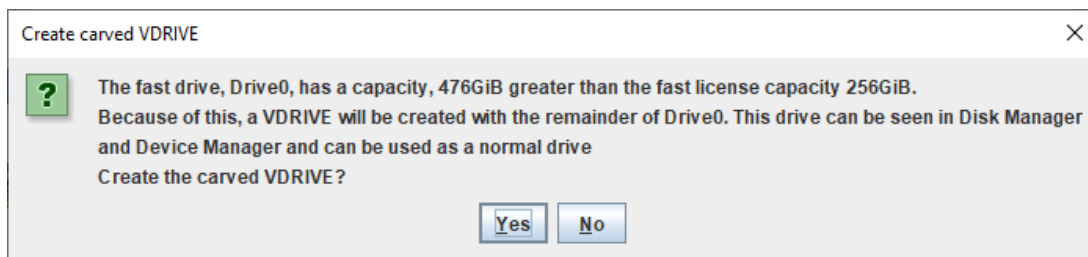 Create carved VDRIVE
?
The fast drive, Drive0, has a capacity, 476GiB greater than the fast license capacity 256GiB.
Because of this, a VDRIVE will be created with the remainder of Drive0. This drive can be seen in Disk Manager
and Device Manager and can be used as a normal drive
Create the carved VDRIVE?
Yes No